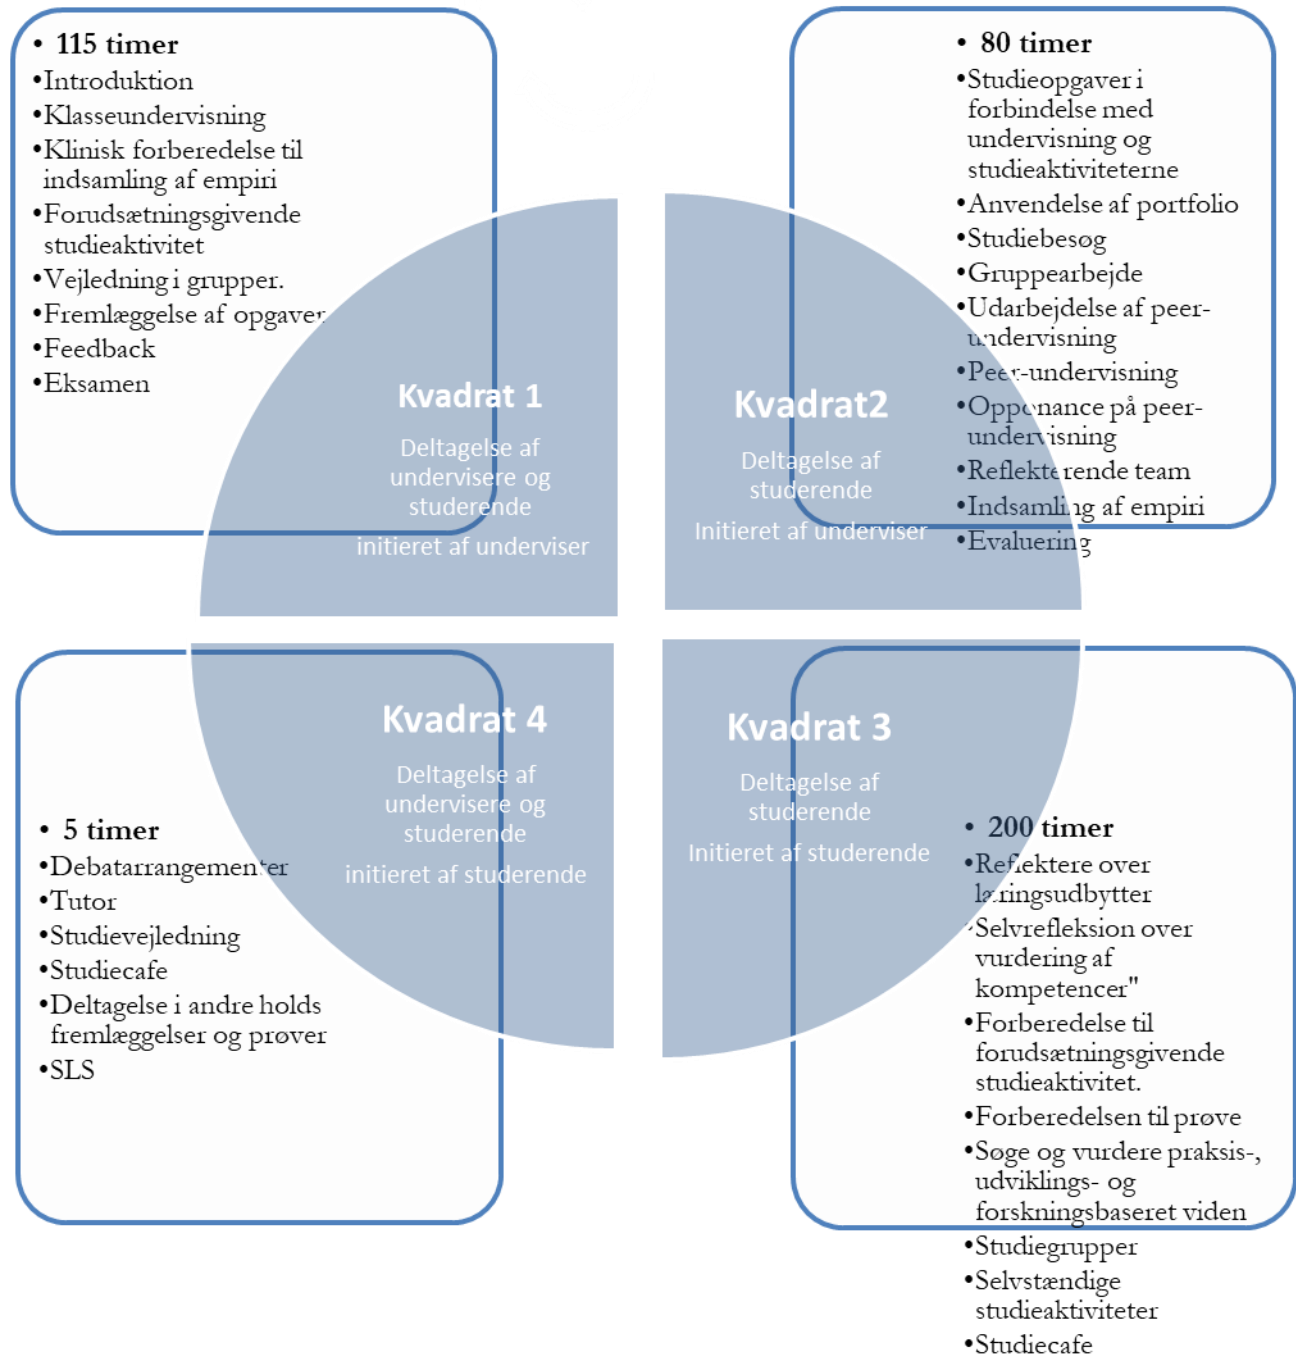 • 115 timer
•Introduktion
•Klasseundervisning
•Klinisk forberedelse til
indsamling af empiri
•Forudsætningsgivende
studieaktivitet
•Vejledning i grupper.
•Fremlæggelse af opgaver
•Feedback
•Eksamen
• 80 timer
•Studieopgaver i
forbindelse med
undervisning og
studieaktiviteterne
•Anvendelse af portfolio
•Studiebesøg
•Gruppearbejde
•Udarbejdelse af peer-
undervisning
•Peer-undervisning
•Opponance på peer-
undervisning
•Reflekterende team
•Indsamling af empiri
•Evaluering
Kvadrat 1
Deltagelse af
undervisere og
studerende
initieret af underviser
Kvadrat2
Deltagelse af
studerende
Initieret af underviser
Kvadrat 4
Deltagelse af
undervisere og
studerende
initieret af studerende
Kvadrat 3
Deltagelse af
studerende
Initieret af studerende
• 5 timer
•Debatarrangementer
•Tutor
•Studievejledning
•Studiecafe
•Deltagelse i andre holds
fremlæggelser og prøver
•SLS
• 200 timer
•Reflektere over
læringsudbytter
•Selvrefleksion over
vurdering af
kompetencer"
•Forberedelse til
forudsætningsgivende
studieaktivitet.
•Forberedelsen til prøve
•Søge og vurdere praksis-,
udviklings- og
forskningsbaseret viden
•Studiegrupper
•Selvstændige
studieaktiviteter
•Studiecafe